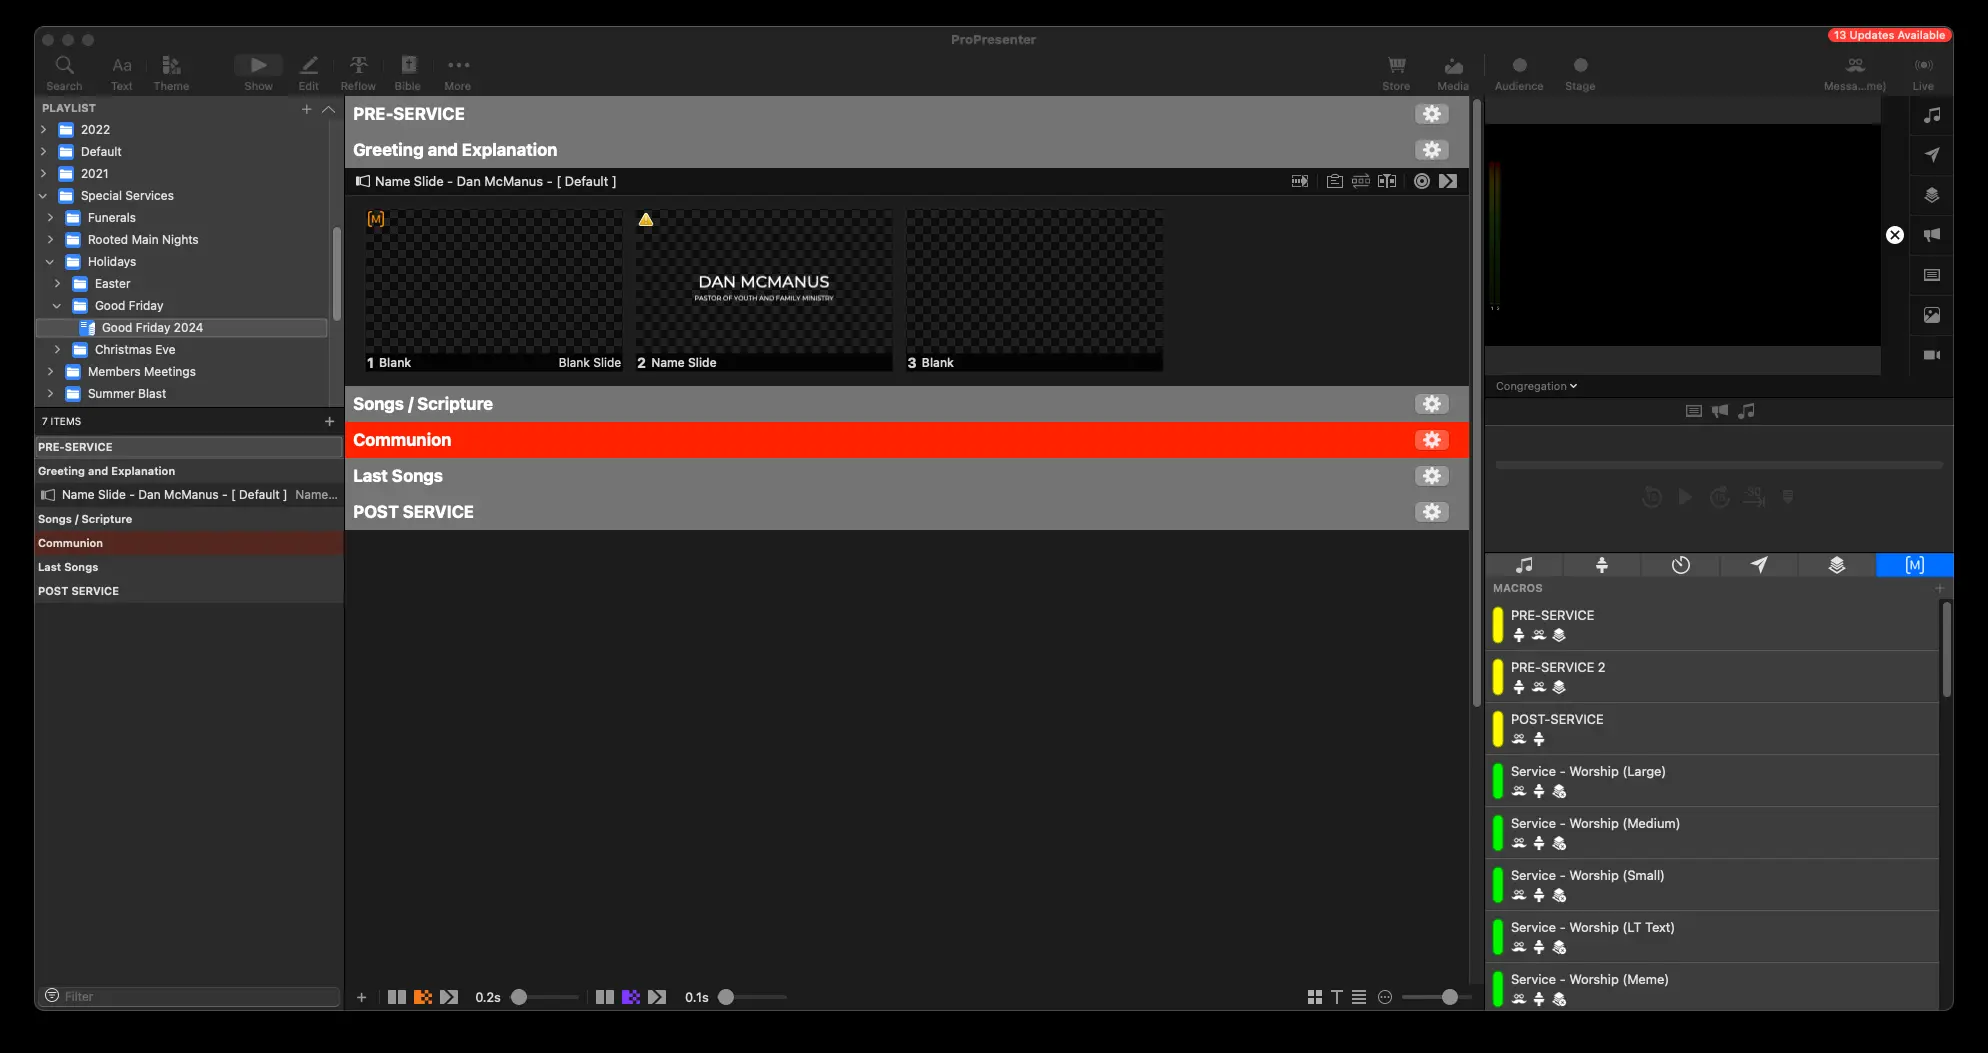 ProPresenter
13 Updates Available
Search
Text
Theme
Show
Edit
Reflow
Bible
More
Store
Media
Audience
Stage
Messa...me)
Live
PLAYLIST
2022
Default
2021
Special Services
Funerals
Rooted Main Nights
Holidays
Easter
Good Friday
Good Friday 2024
Christmas Eve
Members Meetings
Summer Blast
7 ITEMS
PRE-SERVICE
Greeting and Explanation
Name Slide - Dan McManus - [ Default ] Name...
Songs / Scripture
Communion
Last Songs
POST SERVICE
Filter
PRE-SERVICE
Greeting and Explanation
Name Slide - Dan McManus - [ Default ]
[M]
DAN MCMANUS
PASTOR OF YOUTH AND FAMILY MINISTRY
1 Blank
Blank Slide
2 Name Slide
3 Blank
Songs / Scripture
Communion
Last Songs
POST SERVICE
0.2s
0.1s
Congregation
[M]
MACROS
PRE-SERVICE
PRE-SERVICE 2
POST-SERVICE
Service - Worship (Large)
Service - Worship (Medium)
Service - Worship (Small)
Service - Worship (LT Text)
Service - Worship (Meme)